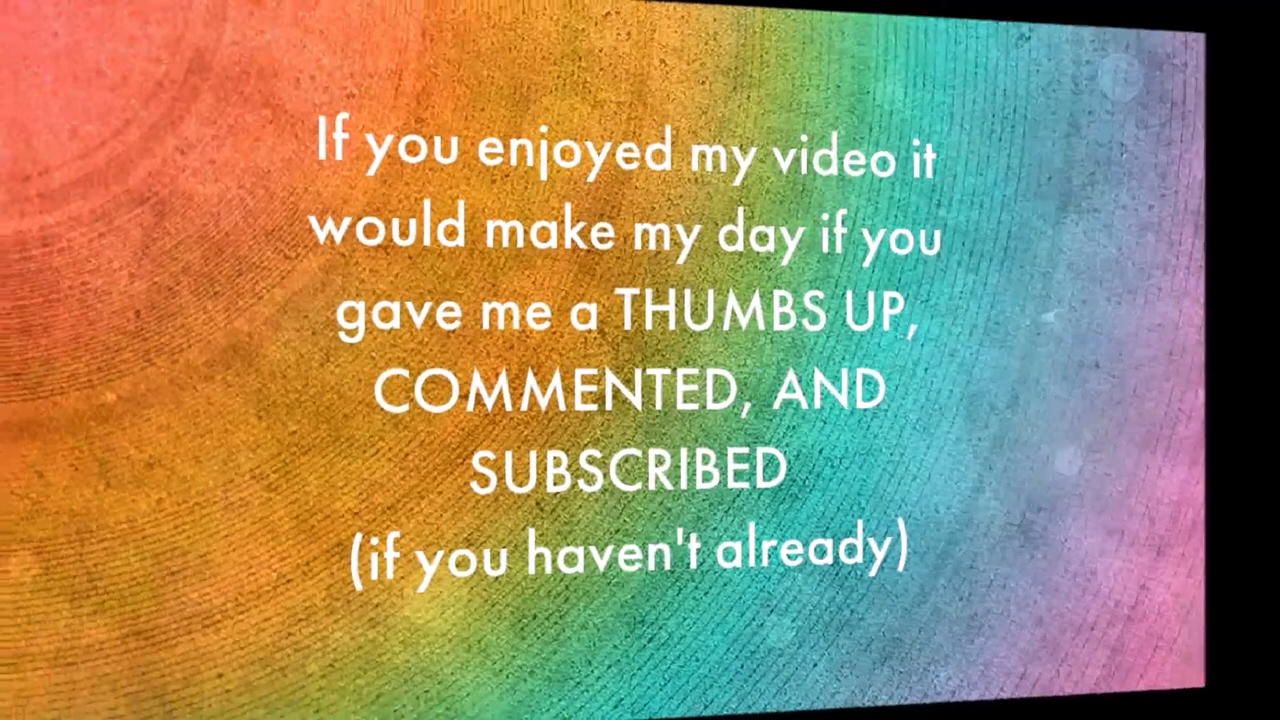 If you enjoyed my video it
would make my day if you
gave me a THUMBS UP,
COMMENTED, AND
SUBSCRIBED
(if you haven't already)